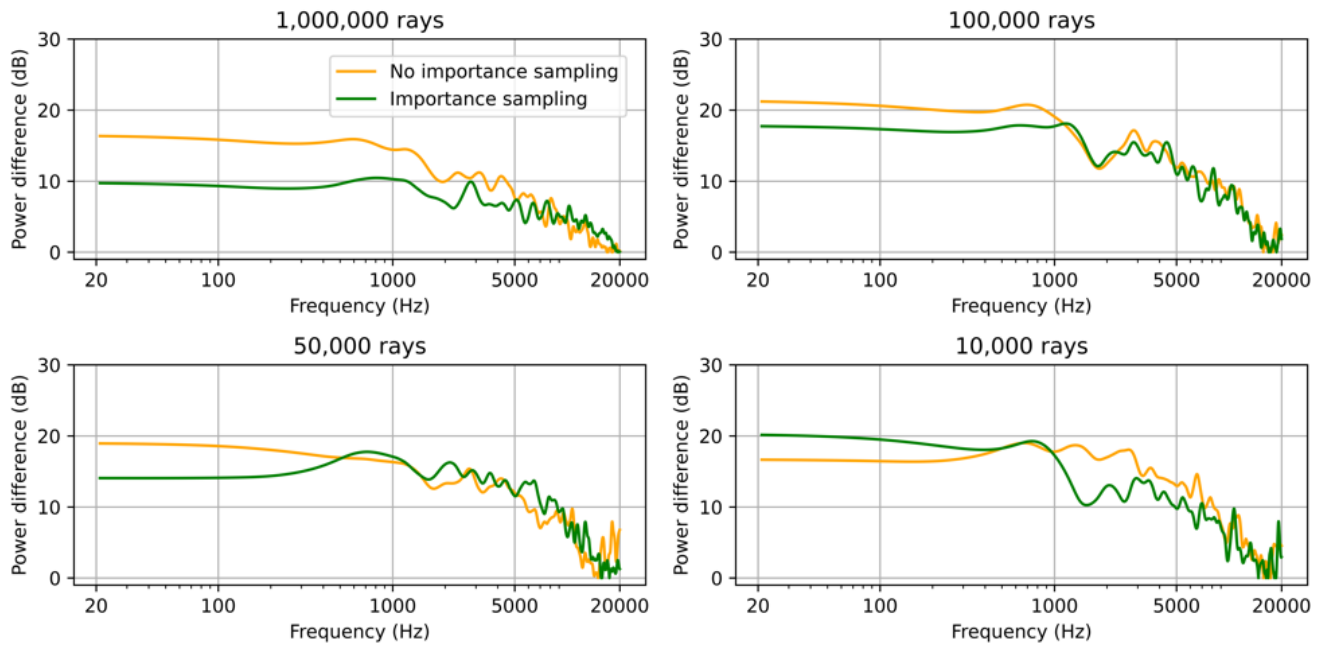 1,000,000 rays
Power difference (dB)
30
20
10
0
No importance sampling
Importance sampling
20
100
1000
5000
20000
Frequency (Hz)
100,000 rays
Power difference (dB)
30
20
10
0
20
100
1000
5000
20000
Frequency (Hz)
50,000 rays
Power difference (dB)
30
20
10
0
20
100
1000
5000
20000
Frequency (Hz)
10,000 rays
Power difference (dB)
30
20
10
0
20
100
1000
5000
20000
Frequency (Hz)